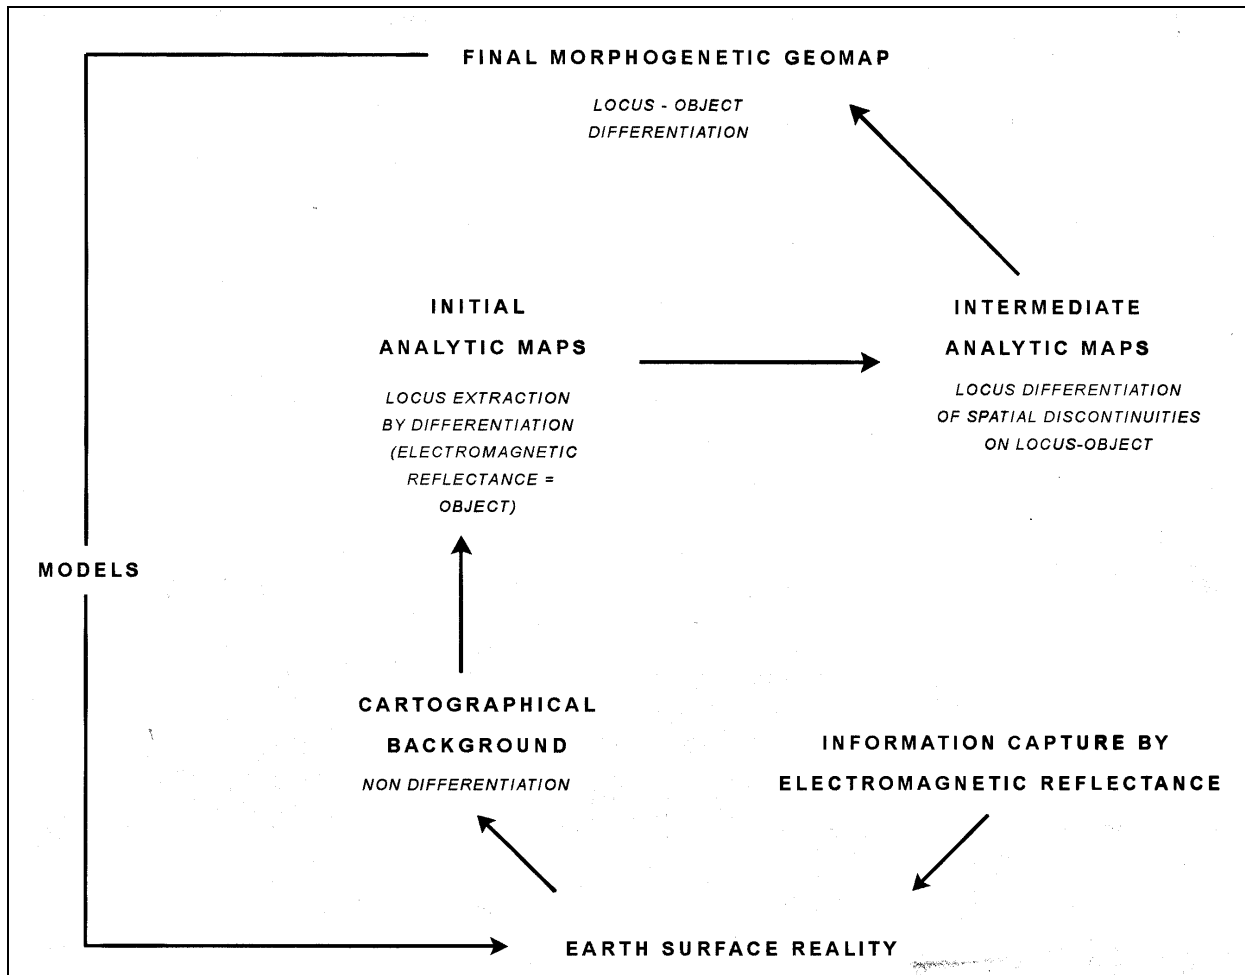 FINAL MORPHOGENETIC GEOMAP
LOCUS - OBJECT
DIFFERENTIATION
INITIAL
ANALYTIC MAPS
LOCUS EXTRACTION
BY DIFFERENTIATION
(ELECTROMAGNETIC
REFLECTANCE =
OBJECT)
INTERMEDIATE
ANALYTIC MAPS
LOCUS DIFFERENTIATION
OF SPATIAL DISCONTINUITIES
ON LOCUS-OBJECT
MODELS
CARTOGRAPHICAL
BACKGROUND
NON DIFFERENTIATION
INFORMATION CAPTURE BY
ELECTROMAGNETIC REFLECTANCE
EARTH SURFACE REALITY